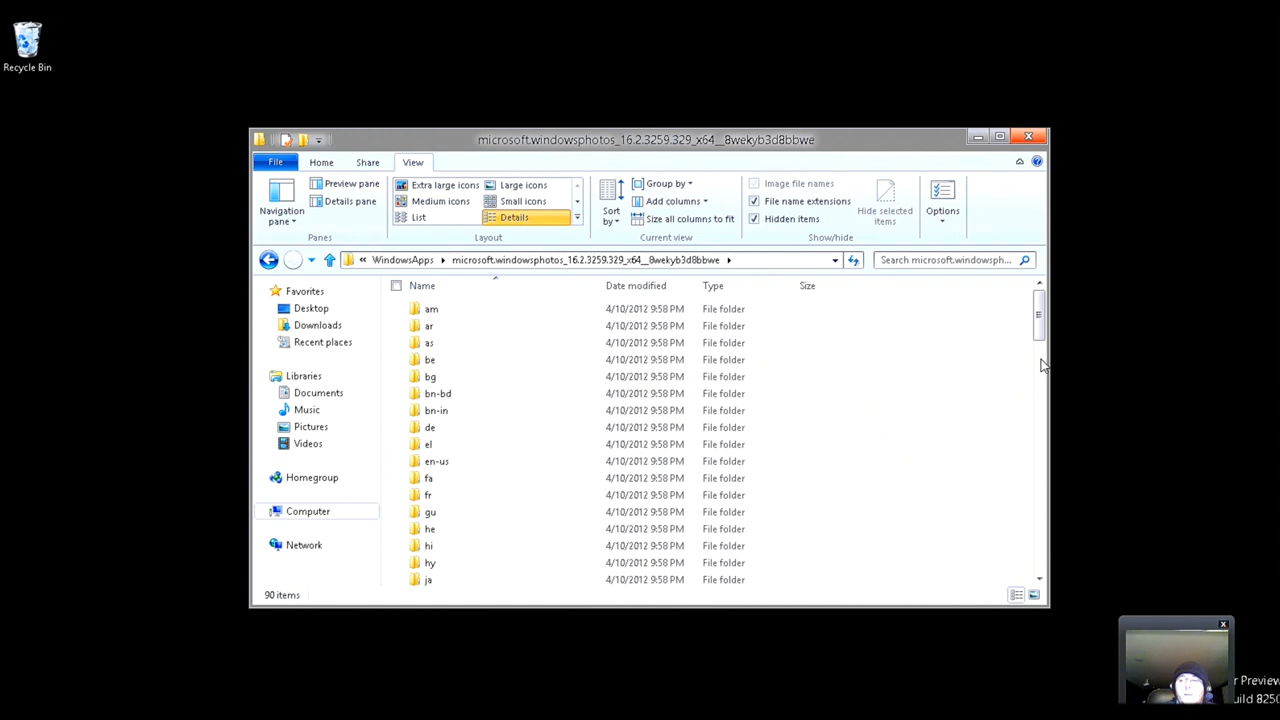 Recycle Bin
microsoft.windowsphotos_16.2.3259.329_x64__8wekyb3d8bbwe
File Home Share View
Navigation pane
Preview pane
Details pane
Panes
Extra large icons Large icons
Medium icons Small icons
List Details
Layout
Sort by
Group by
Add columns
Size all columns to fit
Current view
Image file names
File name extensions
Hidden items
Hide selected items
Show/hide
Options
« WindowsApps microsoft.windowsphotos_16.2.3259.329_x64__8wekyb3d8bbwe
Search microsoft.windowsph...
Favorites
Desktop
Downloads
Recent places
Libraries
Documents
Music
Pictures
Videos
Homegroup
Computer
Network
Name Date modified Type Size
am 4/10/2012 9:58 PM File folder
ar 4/10/2012 9:58 PM File folder
as 4/10/2012 9:58 PM File folder
be 4/10/2012 9:58 PM File folder
bg 4/10/2012 9:58 PM File folder
bn-bd 4/10/2012 9:58 PM File folder
bn-in 4/10/2012 9:58 PM File folder
de 4/10/2012 9:58 PM File folder
el 4/10/2012 9:58 PM File folder
en-us 4/10/2012 9:58 PM File folder
fa 4/10/2012 9:58 PM File folder
fr 4/10/2012 9:58 PM File folder
gu 4/10/2012 9:58 PM File folder
he 4/10/2012 9:58 PM File folder
hi 4/10/2012 9:58 PM File folder
hy 4/10/2012 9:58 PM File folder
ja 4/10/2012 9:58 PM File folder
90 items
r Preview
uild 8250